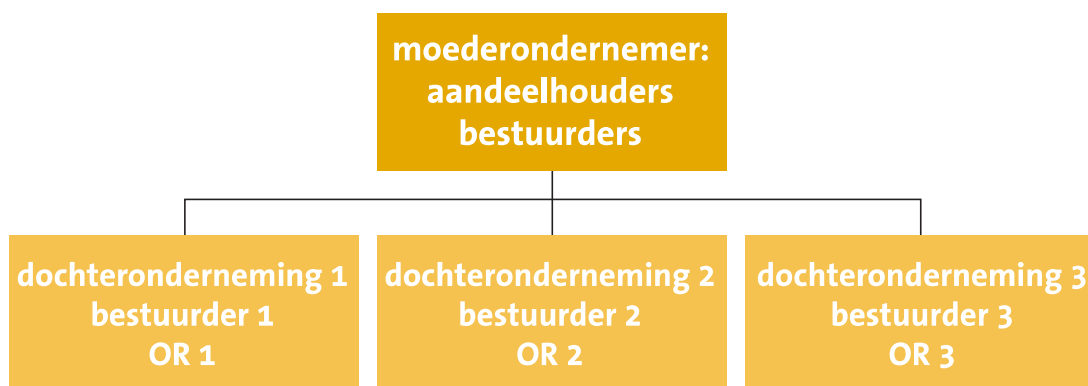 moederondernemer:
aandeelhouders
bestuurders
dochteronderneming 1
bestuurder 1
OR 1
dochteronderneming 2
bestuurder 2
OR 2
dochteronderneming 3
bestuurder 3
OR 3